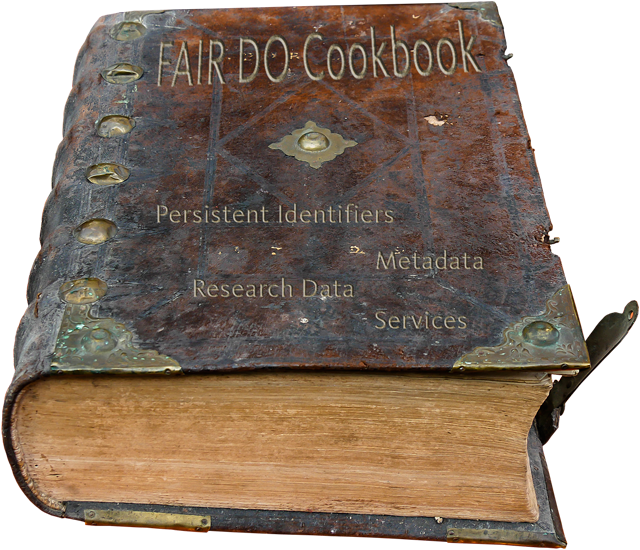 FAIR DO Cookbook
Persistent Identifiers
Metadata
Research Data
Services